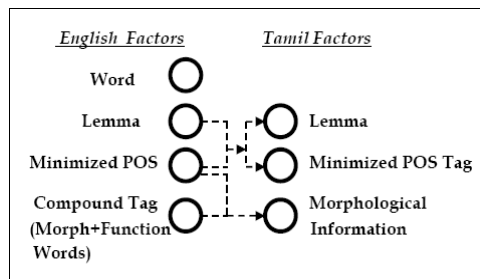 English Factors Tamil Factors
Word
Lemma Lemma
Minimized POS Minimized POS Tag
Compound Tag Morphological
(Morph+Function Information
Words)